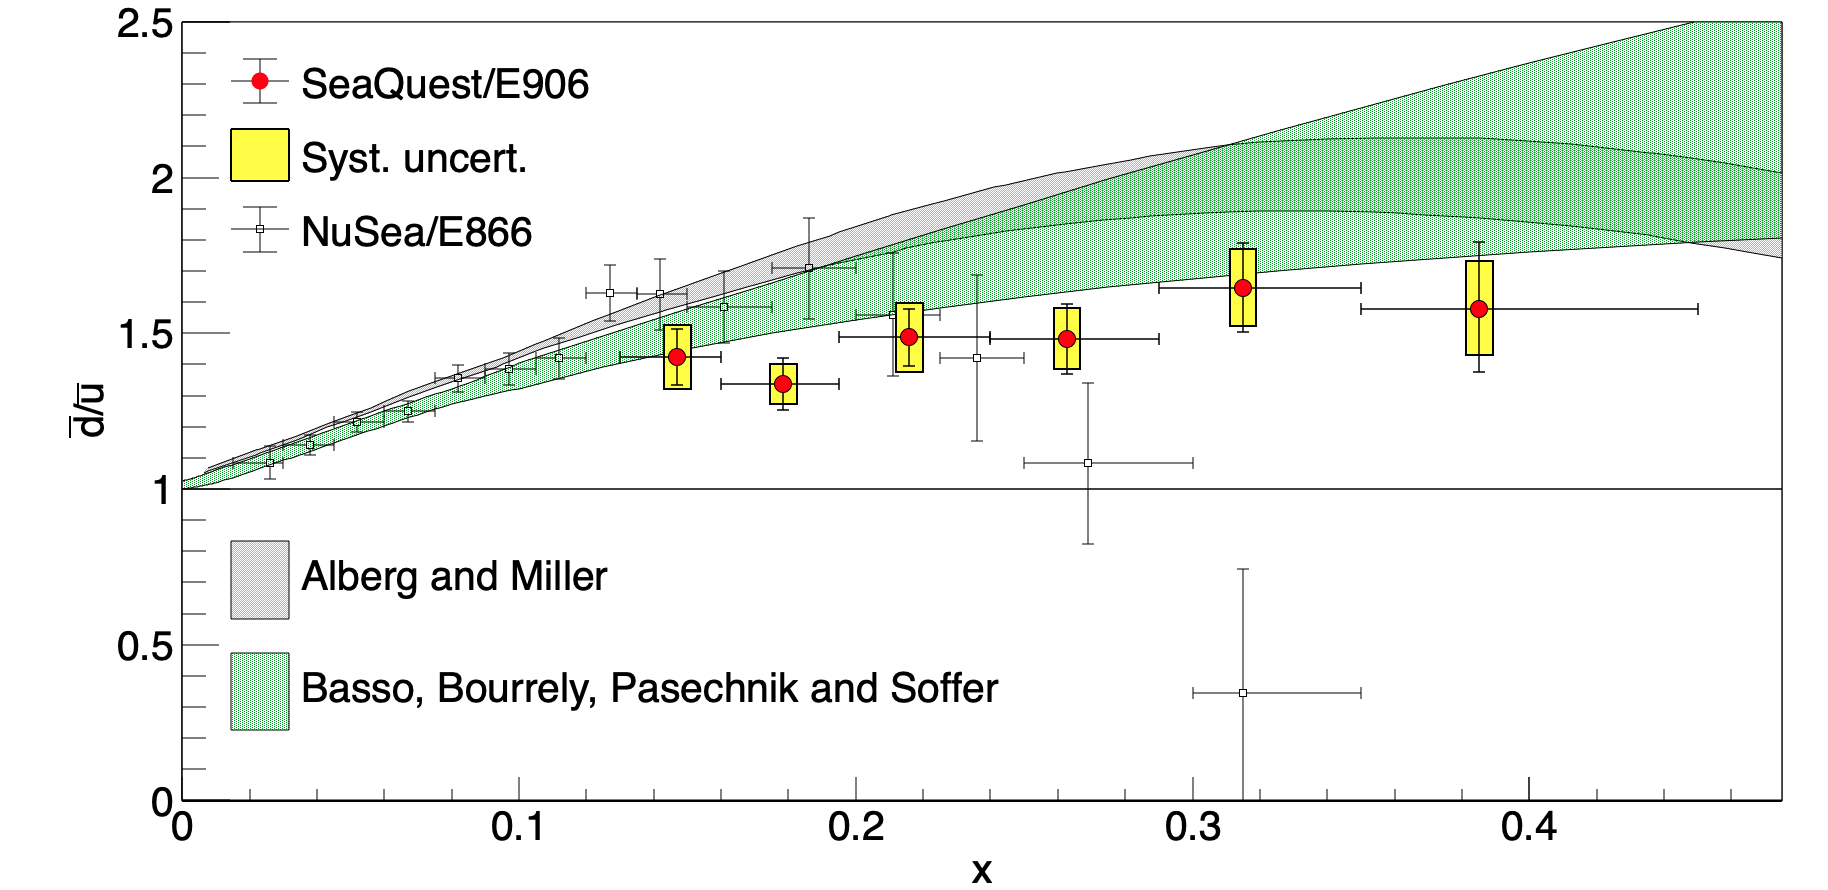 2.5
SeaQuest/E906
Syst. uncert.
2
NuSea/E866
1.5
d̅/u̅
1
Alberg and Miller
0.5
Basso, Bourrely, Pasechnik and Soffer
0
0 0.1 0.2 0.3 0.4
x